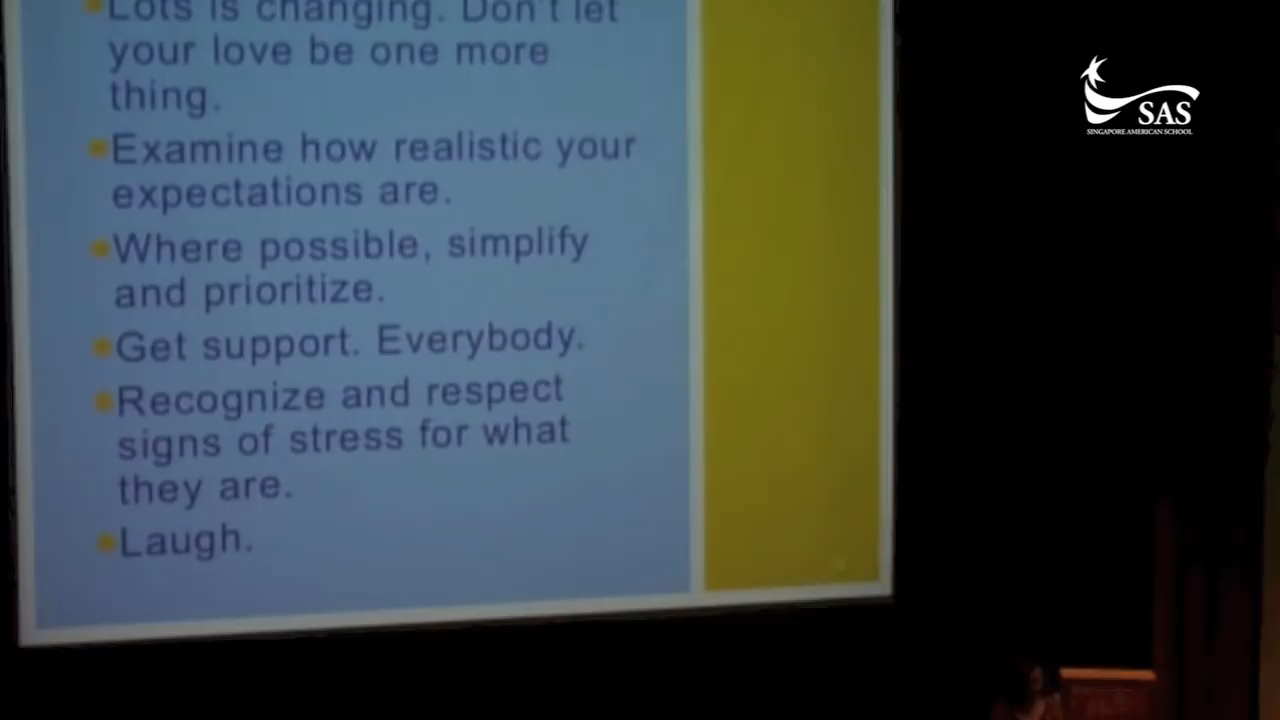 Lots is changing. Don't let
your love be one more
thing.
Examine how realistic your
expectations are.
Where possible, simplify
and prioritize.
Get support. Everybody.
Recognize and respect
signs of stress for what
they are.
Laugh.
SAS
SINGAPORE AMERICAN SCHOOL